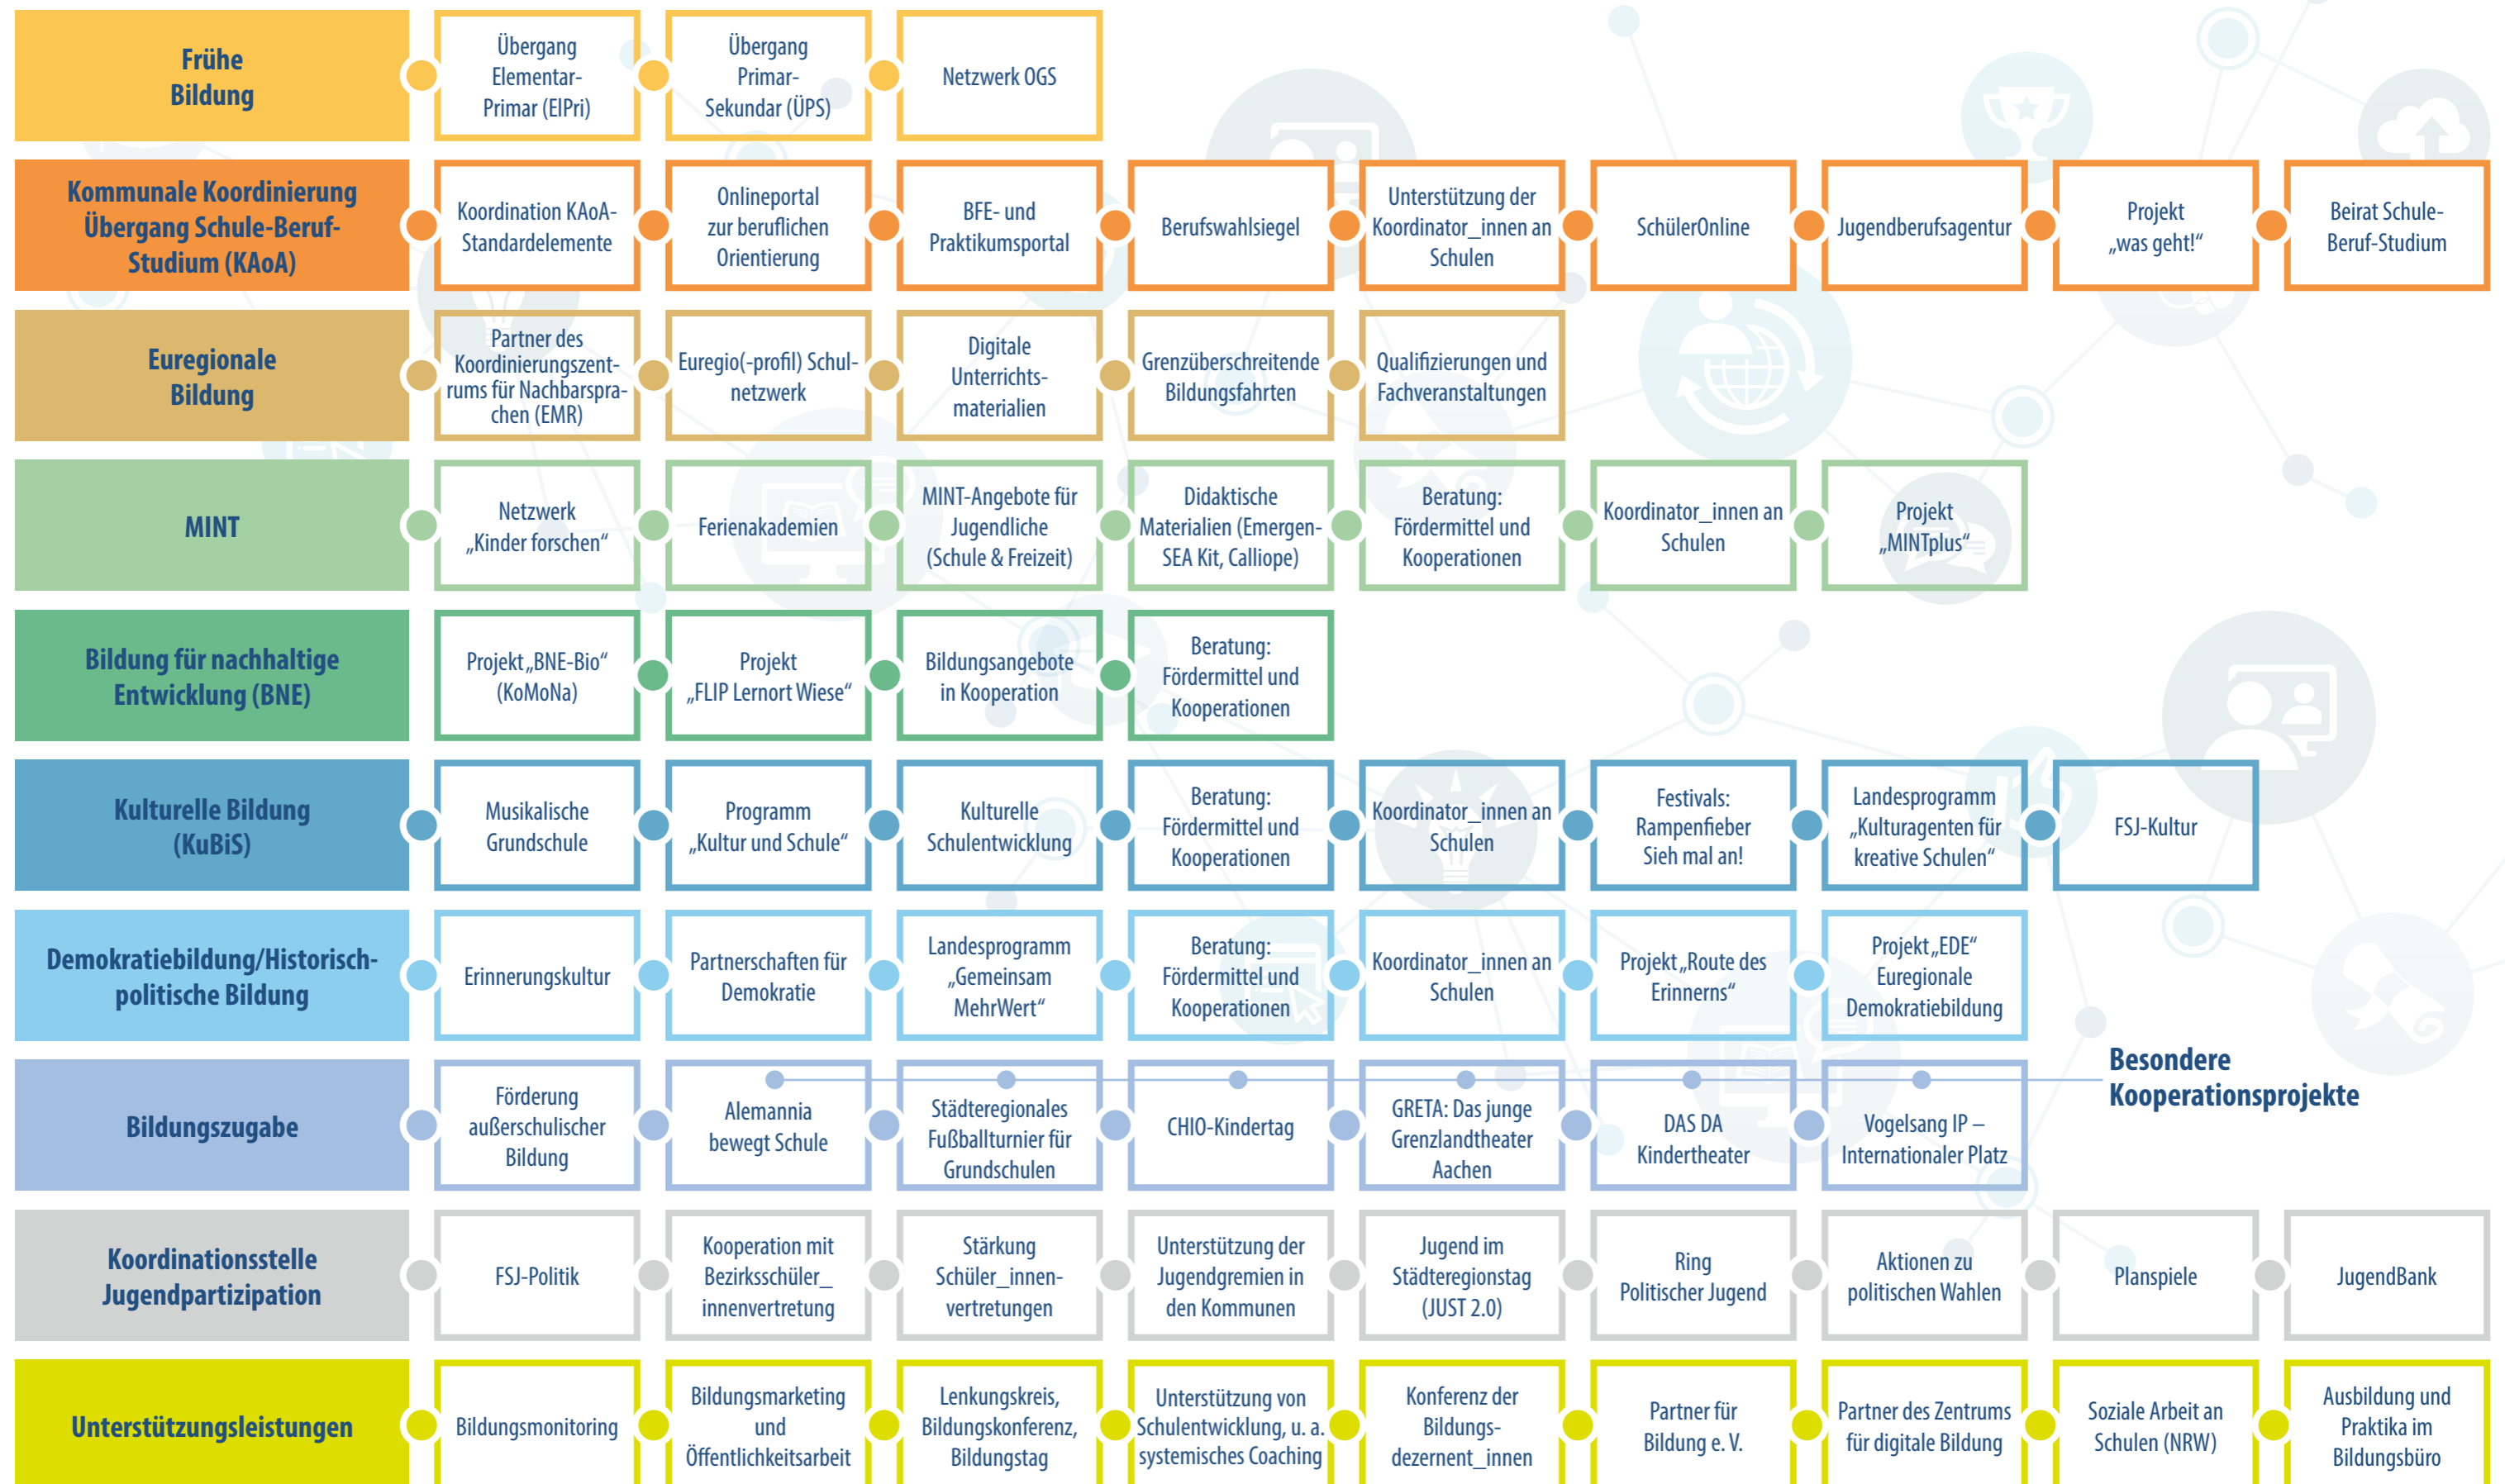 Frühe
Bildung
Übergang
Elementar-
Primar (ElPri)
Übergang
Primar-
Sekundar (ÜPS)
Netzwerk OGS
Kommunale Koordinierung
Übergang Schule-Beruf-
Studium (KAoA)
Koordination KAoA-
Standardelemente
Onlineportal
zur beruflichen
Orientierung
BFE- und
Praktikumsportal
Berufswahlsiegel
Unterstützung der
Koordinator_innen an
Schulen
SchülerOnline
Jugendberufsagentur
Projekt
„was geht!“
Beirat Schule-
Beruf-Studium
Euregionale
Bildung
Partner des
Koordinierungszent-
rums für Nachbarspra-
chen (EMR)
Euregio(-profil) Schul-
netzwerk
Digitale
Unterrichts-
materialien
Grenzüberschreitende
Bildungsfahrten
Qualifizierungen und
Fachveranstaltungen
MINT
Netzwerk
„Kinder forschen“
Ferienakademien
MINT-Angebote für
Jugendliche
(Schule & Freizeit)
Didaktische
Materialien (Emergen-
SEA Kit, Calliope)
Beratung:
Fördermittel und
Kooperationen
Koordinator_innen an
Schulen
Projekt
„MINTplus“
Bildung für nachhaltige
Entwicklung (BNE)
Projekt „BNE-Bio“
(KoMoNa)
Projekt
„FLIP Lernort Wiese“
Bildungsangebote
in Kooperation
Beratung:
Fördermittel und
Kooperationen
Kulturelle Bildung
(KuBiS)
Musikalische
Grundschule
Programm
„Kultur und Schule“
Kulturelle
Schulentwicklung
Beratung:
Fördermittel und
Kooperationen
Koordinator_innen an
Schulen
Festivals:
Rampenfieber
Sieh mal an!
Landesprogramm
„Kulturagenten für
kreative Schulen“
FSJ-Kultur
Demokratiebildung/Historisch-
politische Bildung
Erinnerungskultur
Partnerschaften für
Demokratie
Landesprogramm
„Gemeinsam
MehrWert“
Beratung:
Fördermittel und
Kooperationen
Koordinator_innen an
Schulen
Projekt „Route des
Erinnerns“
Projekt „EDE“
Euregionale
Demokratiebildung
Bildungszugabe
Förderung
außerschulischer
Bildung
Alemannia
bewegt Schule
Städteregionales
Fußballturnier für
Grundschulen
CHIO-Kindertag
GRETA: Das junge
Grenzlandtheater
Aachen
DAS DA
Kindertheater
Vogelsang IP –
Internationaler Platz
Besondere
Kooperationsprojekte
Koordinationsstelle
Jugendpartizipation
FSJ-Politik
Kooperation mit
Bezirksschüler_
innenvertretung
Stärkung
Schüler_innen-
vertretungen
Unterstützung der
Jugendgremien in
den Kommunen
Jugend im
Städteregionstag
(JUST 2.0)
Ring
Politischer Jugend
Aktionen zu
politischen Wahlen
Planspiele
JugendBank
Unterstützungsleistungen
Bildungsmonitoring
Bildungsmarketing
und
Öffentlichkeitsarbeit
Lenkungskreis,
Bildungskonferenz,
Bildungstag
Unterstützung von
Schulentwicklung, u. a.
systemisches Coaching
Konferenz der
Bildungs-
dezernent_innen
Partner für
Bildung e. V.
Partner des Zentrums
für digitale Bildung
Soziale Arbeit an
Schulen (NRW)
Ausbildung und
Praktika im
Bildungsbüro